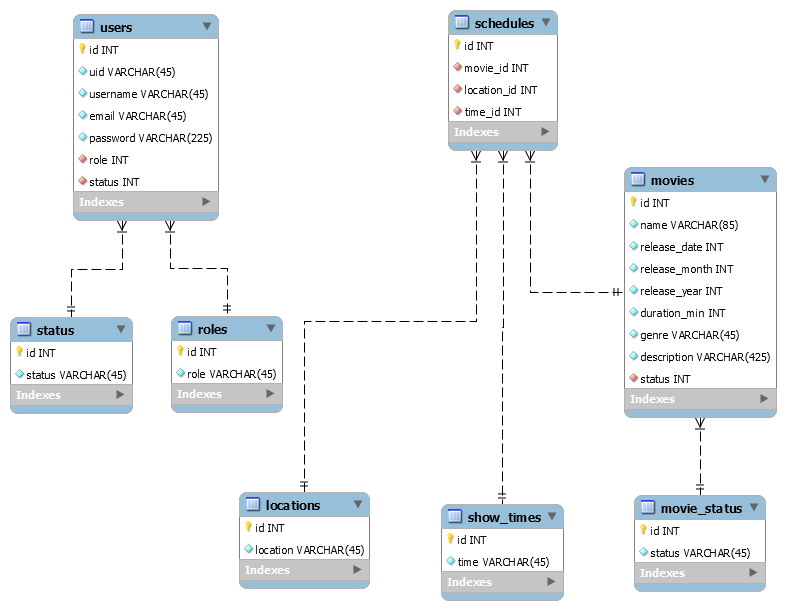 users
id INT
uid VARCHAR(45)
username VARCHAR(45)
email VARCHAR(45)
password VARCHAR(225)
role INT
status INT
Indexes
schedules
id INT
movie_id INT
location_id INT
time_id INT
Indexes
movies
id INT
name VARCHAR(85)
release_date INT
release_month INT
release_year INT
duration_min INT
genre VARCHAR(45)
description VARCHAR(425)
status INT
Indexes
status
id INT
status VARCHAR(45)
Indexes
roles
id INT
role VARCHAR(45)
Indexes
locations
id INT
location VARCHAR(45)
Indexes
show_times
id INT
time VARCHAR(45)
Indexes
movie_status
id INT
status VARCHAR(45)
Indexes